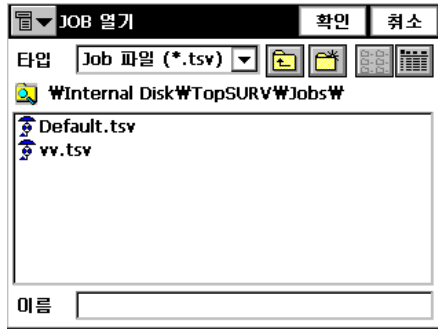 JOB 열기 확인 취소
타입 Job 파일 (*.tsv)
₩Internal Disk₩TopSURV₩Jobs₩
Default.tsv
vv.tsv
이름